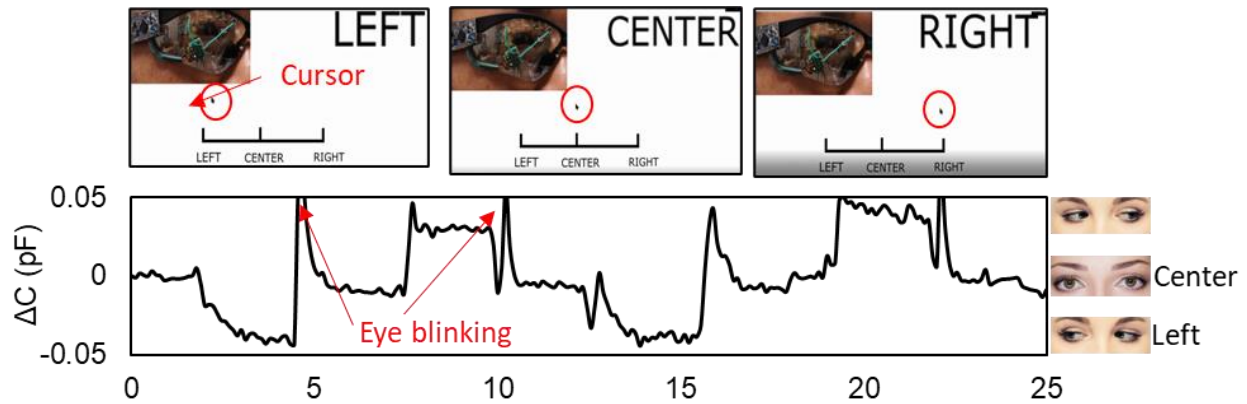 LEFT
Cursor
LEFT CENTER RIGHT
CENTER
LEFT CENTER RIGHT
RIGHT
LEFT CENTER RIGHT
0.05
0
-0.05
ΔC (pF)
Eye blinking
Center
Left
0 5 10 15 20 25